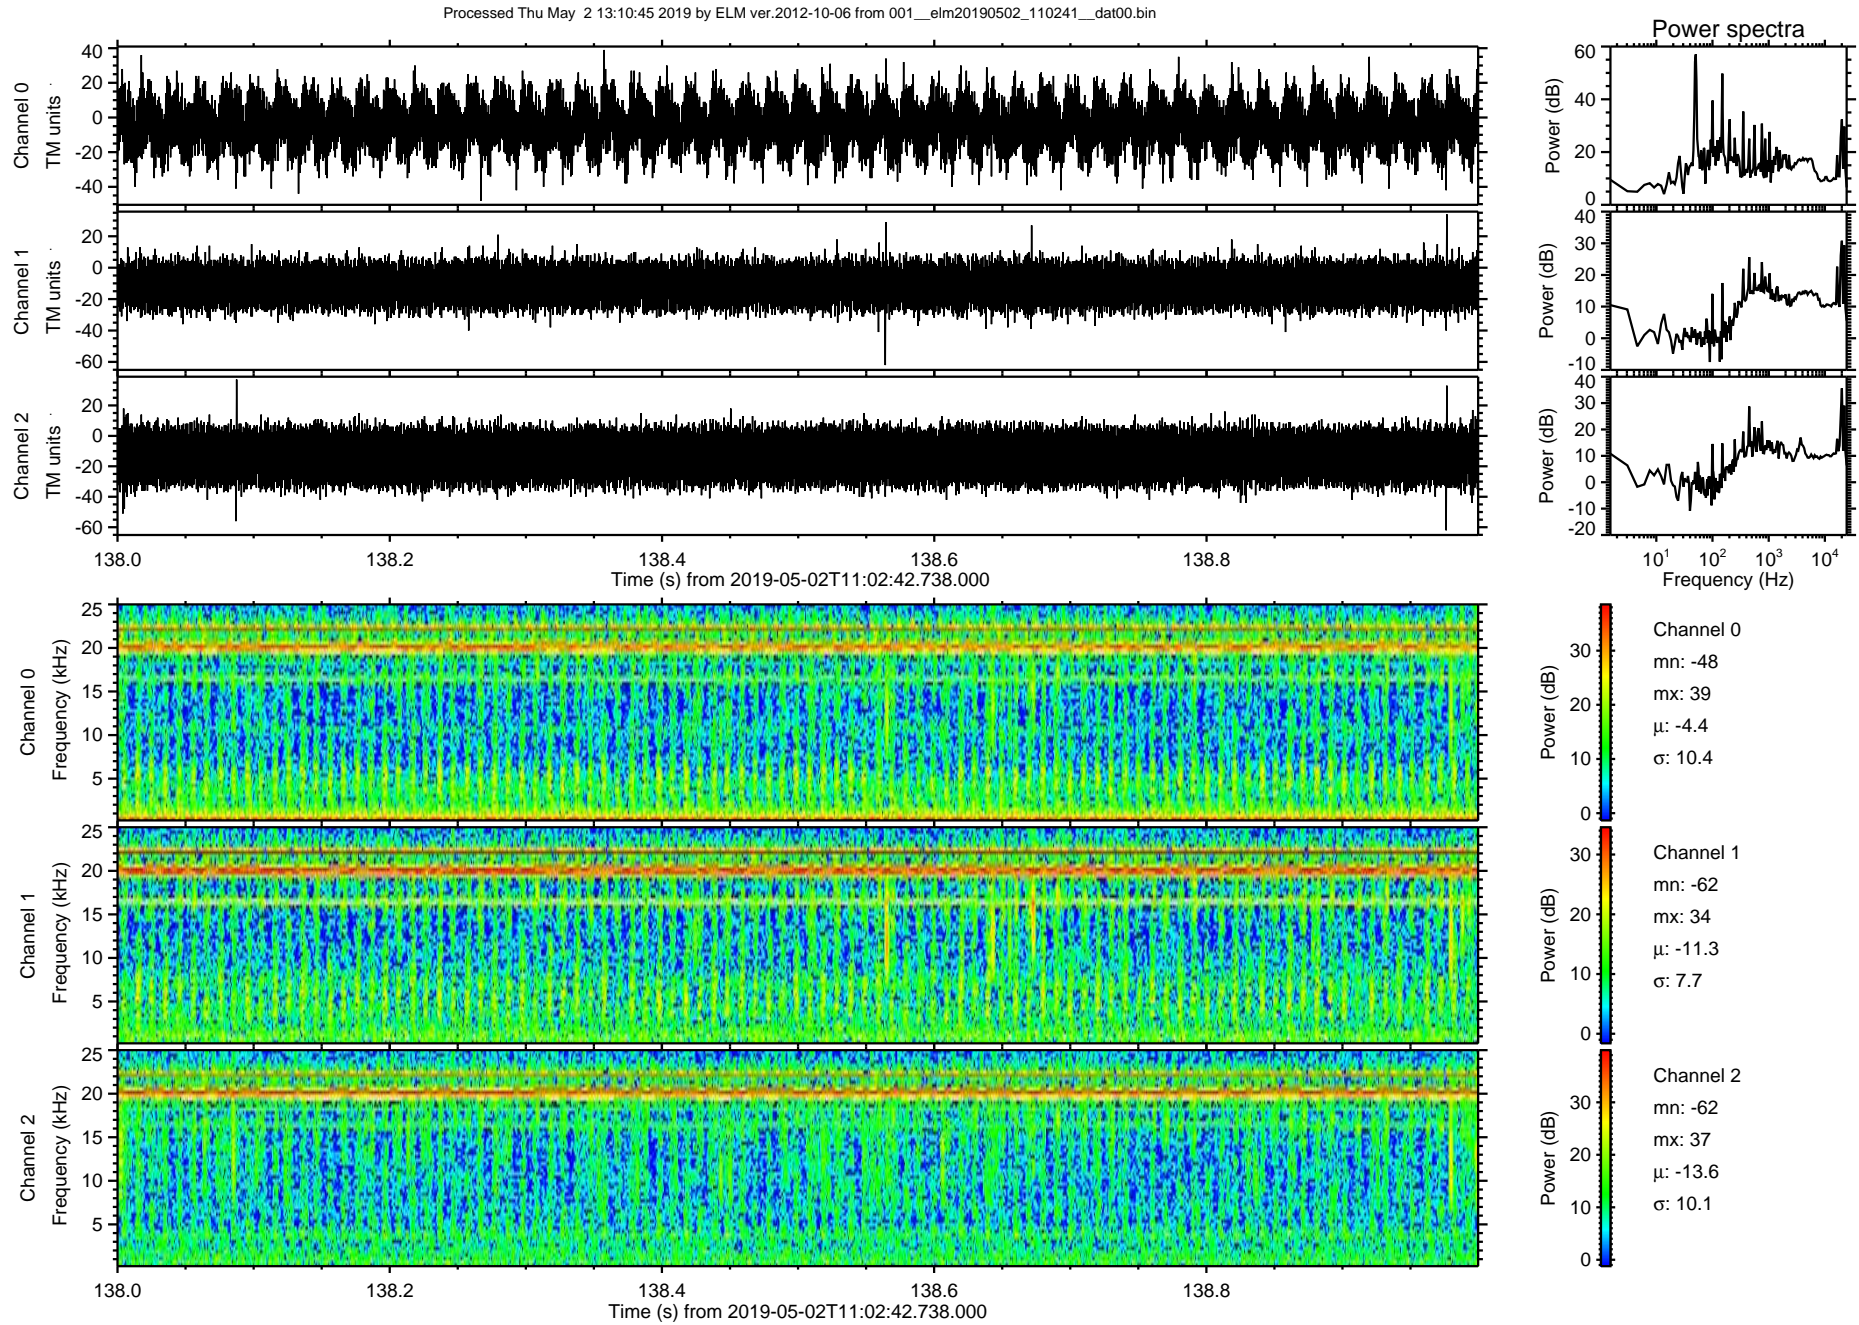 Processed Thu May  2 13:10:45 2019 by ELM ver.2012-10-06 from 001__elm20190502_110241__dat00.bin
Power spectra
Channel 0
TM units
40
20
0
-20
-40
Power (dB)
60
40
20
0
Channel 1
TM units
20
0
-20
-40
-60
Power (dB)
40
30
20
10
0
-10
Channel 2
TM units
20
0
-20
-40
-60
Power (dB)
40
30
20
10
0
-10
-20
138.0 138.2 138.4 138.6 138.8
Time (s) from 2019-05-02T11:02:42.738.000
10^1 10^2 10^3 10^4
Frequency (Hz)
Channel 0
Frequency (kHz)
25
20
15
10
5
Power (dB)
30
20
10
0
Channel 0
mn: -48
mx: 39
µ: -4.4
σ: 10.4
Channel 1
Frequency (kHz)
25
20
15
10
5
Power (dB)
30
20
10
0
Channel 1
mn: -62
mx: 34
µ: -11.3
σ: 7.7
Channel 2
Frequency (kHz)
25
20
15
10
5
Power (dB)
30
20
10
0
Channel 2
mn: -62
mx: 37
µ: -13.6
σ: 10.1
138.0 138.2 138.4 138.6 138.8
Time (s) from 2019-05-02T11:02:42.738.000